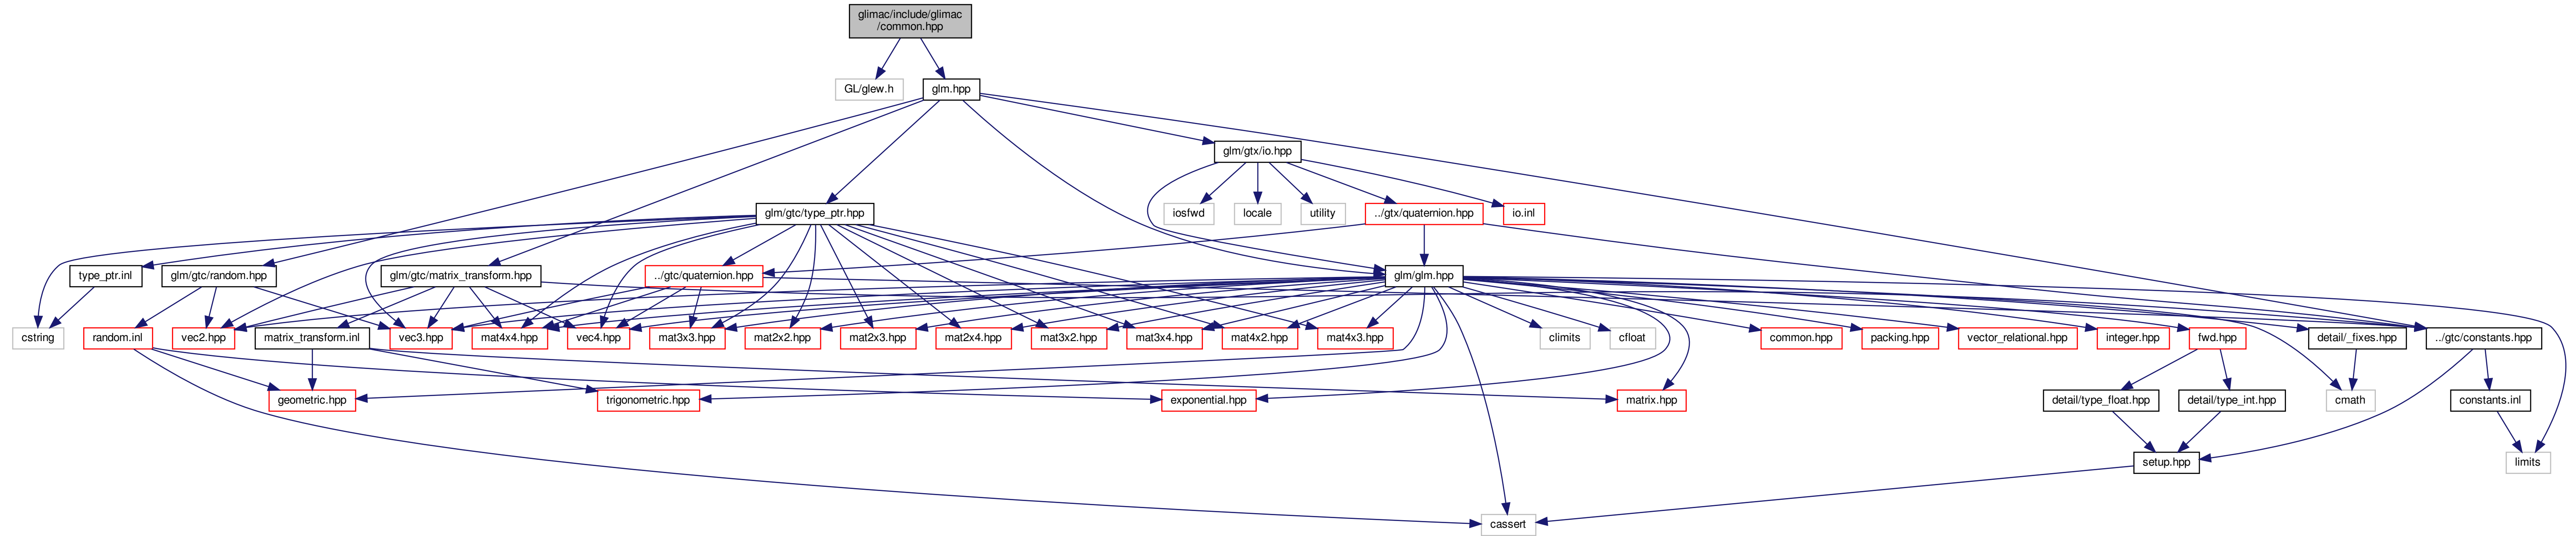 glimac/include/glimac
/common.hpp
GL/glew.h
glm.hpp
glm/gtx/io.hpp
glm/gtc/type_ptr.hpp
iosfwd
locale
utility
../gtx/quaternion.hpp
io.inl
type_ptr.inl
glm/gtc/random.hpp
glm/gtc/matrix_transform.hpp
../gtc/quaternion.hpp
glm/glm.hpp
cstring
random.inl
vec2.hpp
matrix_transform.inl
vec3.hpp
mat4x4.hpp
vec4.hpp
mat3x3.hpp
mat2x2.hpp
mat2x3.hpp
mat2x4.hpp
mat3x2.hpp
mat3x4.hpp
mat4x2.hpp
mat4x3.hpp
climits
cfloat
common.hpp
packing.hpp
vector_relational.hpp
integer.hpp
fwd.hpp
detail/_fixes.hpp
../gtc/constants.hpp
geometric.hpp
trigonometric.hpp
exponential.hpp
matrix.hpp
detail/type_float.hpp
detail/type_int.hpp
cmath
constants.inl
setup.hpp
limits
cassert